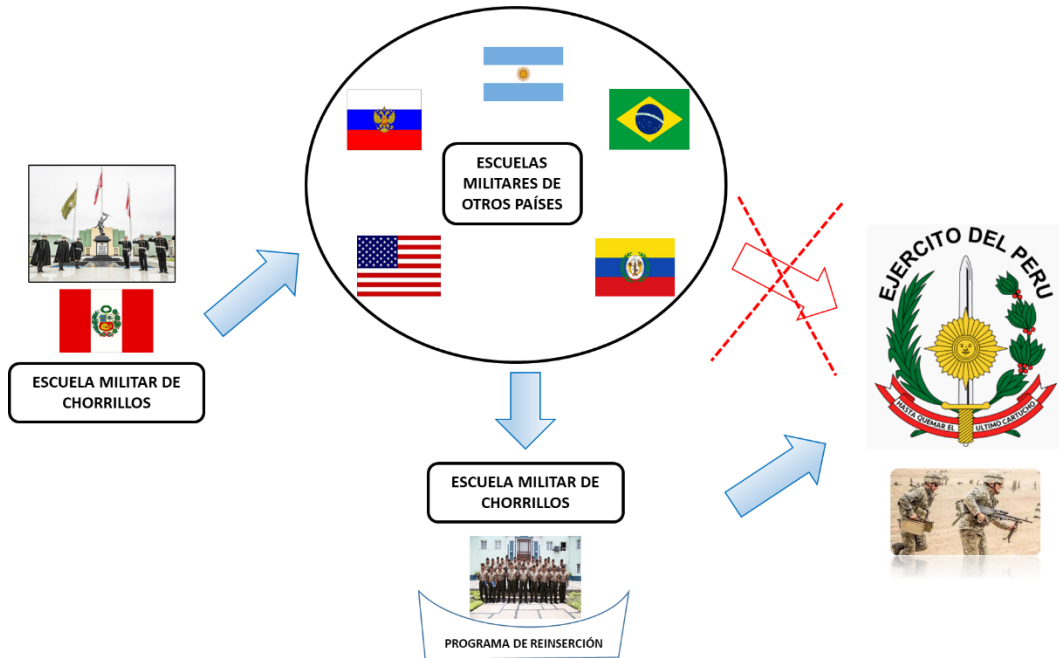 ESCUELAS
MILITARES DE
OTROS PAÍSES
ESCUELA MILITAR DE
CHORRILLOS
EJERCITO DEL PERU
HASTA QUEMAR EL ULTIMO CARTUCHO
ESCUELA MILITAR DE
CHORRILLOS
PROGRAMA DE REINSERCIÓN